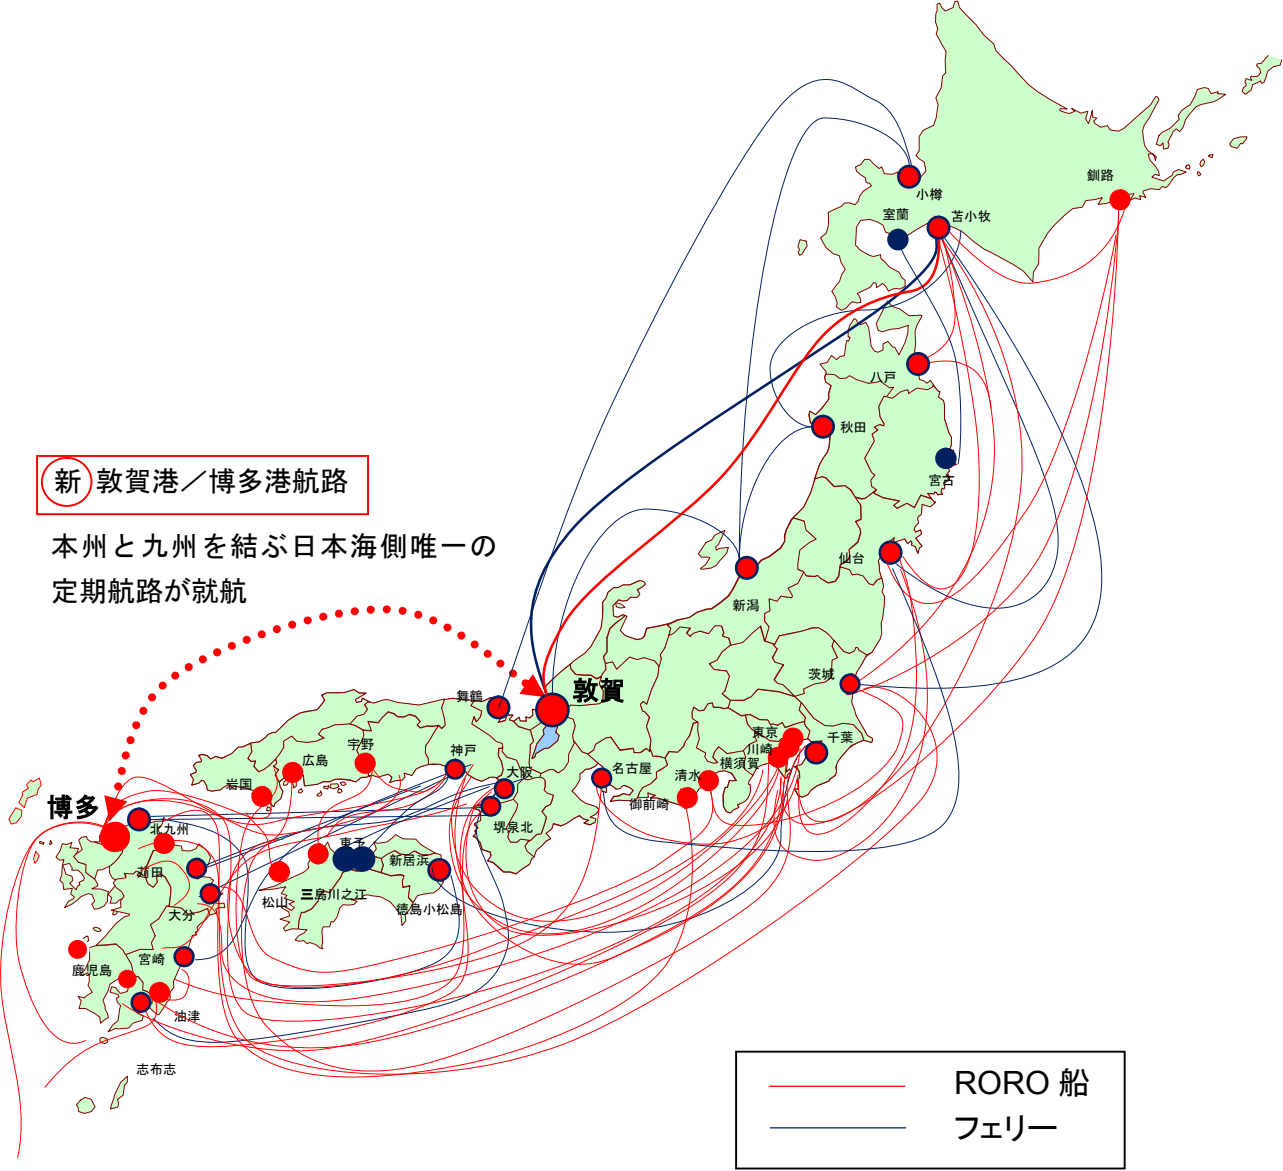 釧路
小樽
室蘭
苫小牧
八戸
秋田
宮古
新 敦賀港／博多港航路
本州と九州を結ぶ日本海側唯一の
定期航路が就航
仙台
新潟
茨城
敦賀
舞鶴
東京
千葉
川崎
宇野
神戸
広島
横須賀
名古屋
清水
大阪
岩国
御前崎
博多
北九州
堺泉北
東予
新居浜
苅田
三島川之江
松山
徳島小松島
大分
宮崎
鹿児島
油津
志布志
RORO 船
フェリー